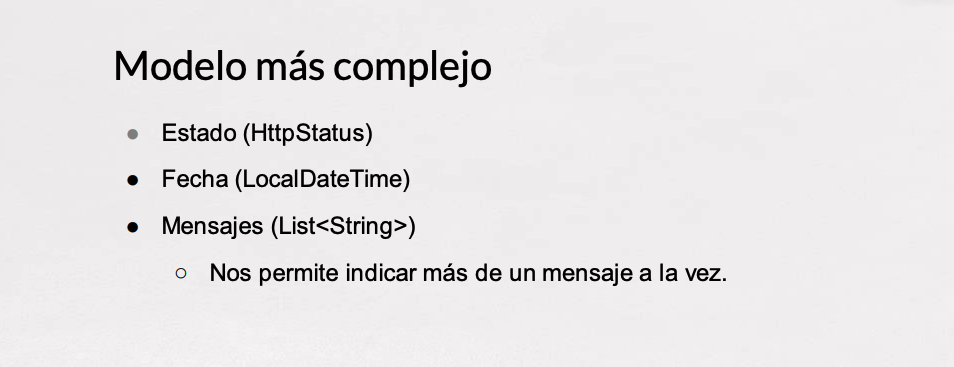 Modelo más complejo
● Estado (HttpStatus)
● Fecha (LocalDateTime)
● Mensajes (List<String>)
○ Nos permite indicar más de un mensaje a la vez.